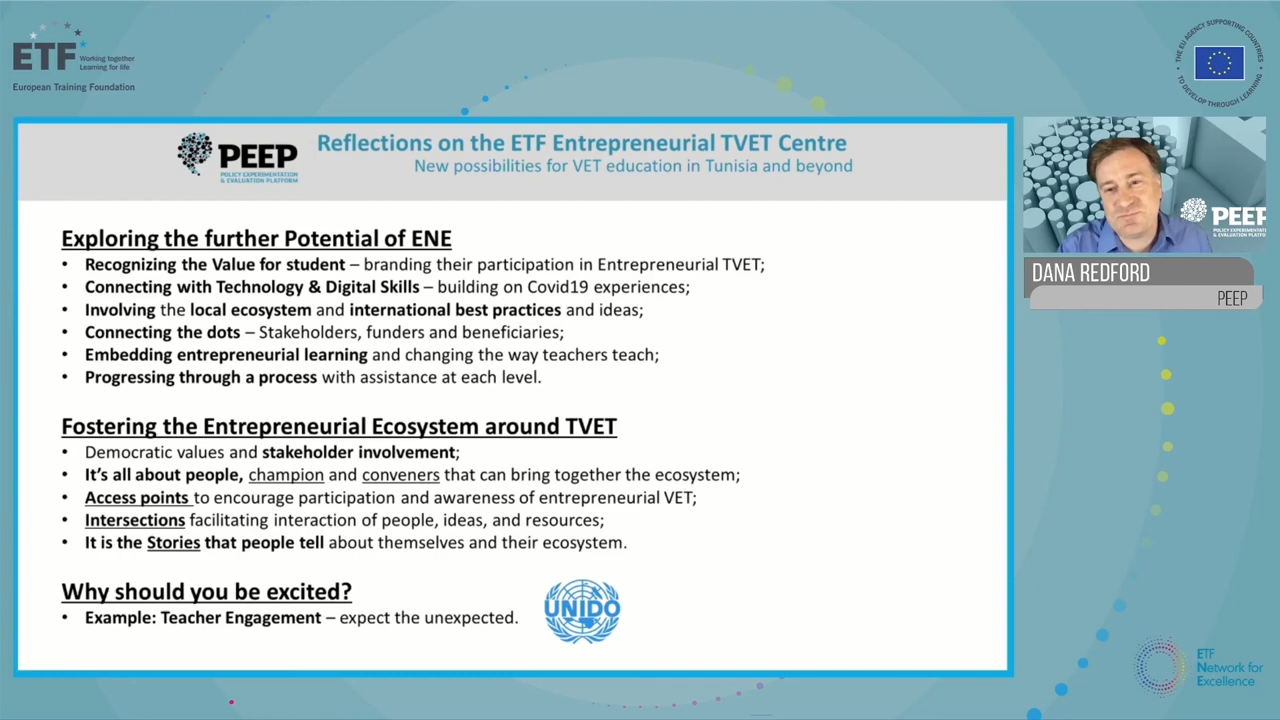 ETF
Working together
Learning for life
European Training Foundation
THE EU AGENCY SUPPORTING COUNTRIES
TO DEVELOP THROUGH LEARNING
PEEP
POLICY EXPERIMENTATION
& EVALUATION PLATFORM
Reflections on the ETF Entrepreneurial TVET Centre
New possibilities for VET education in Tunisia and beyond
Exploring the further Potential of ENE
• Recognizing the Value for student – branding their participation in Entrepreneurial TVET;
• Connecting with Technology & Digital Skills – building on Covid19 experiences;
• Involving the local ecosystem and international best practices and ideas;
• Connecting the dots – Stakeholders, funders and beneficiaries;
• Embedding entrepreneurial learning and changing the way teachers teach;
• Progressing through a process with assistance at each level.
Fostering the Entrepreneurial Ecosystem around TVET
• Democratic values and stakeholder involvement;
• It's all about people, champion and conveners that can bring together the ecosystem;
• Access points to encourage participation and awareness of entrepreneurial VET;
• Intersections facilitating interaction of people, ideas, and resources;
• It is the Stories that people tell about themselves and their ecosystem.
Why should you be excited?
• Example: Teacher Engagement – expect the unexpected.
UNIDO
PEEP
POLICY EXPERIMENTATION
& EVALUATION PLATFORM
DANA REDFORD
PEEP
ETF
Network for
Excellence